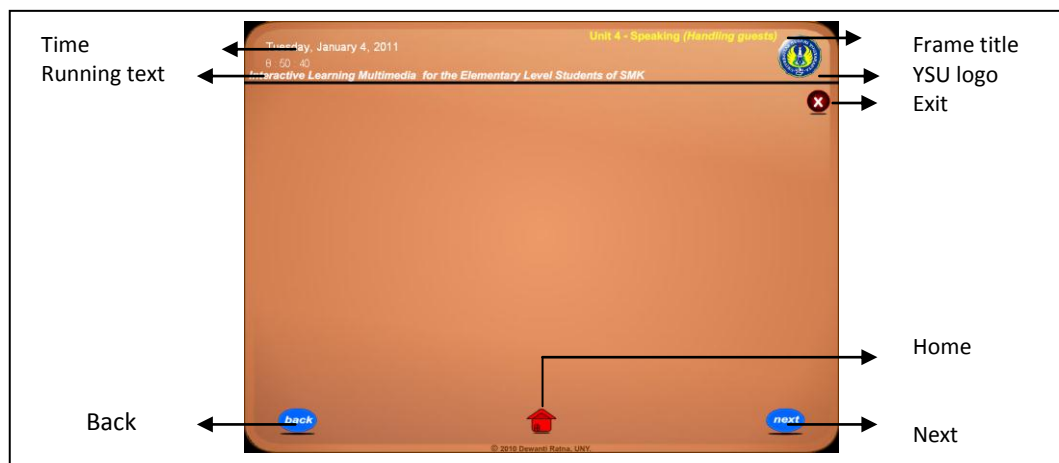 Time
Running text
Tuesday, January 4, 2011
8 50 40
Interactive Learning Multimedia for the Elementary Level Students of SMK
Unit 4 - Speaking (Handling guests)
Frame title
YSU logo
Exit
X
Home
Back
back
next
Next
© 2010 Dewanti Ratna, UNY.